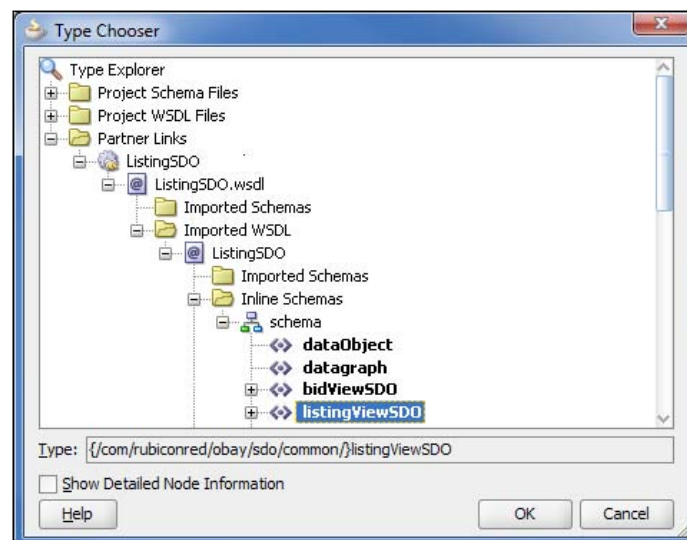 Type Chooser
Type Explorer
Project Schema Files
Project WSDL Files
Partner Links
ListingSDO
ListingSDO.wsdl
Imported Schemas
Imported WSDL
ListingSDO
Imported Schemas
Inline Schemas
schema
dataObject
datagraph
bidViewSDO
listingViewSDO
Type: {/com/rubiconred/obay/sdo/common/}listingViewSDO
Show Detailed Node Information
Help OK Cancel